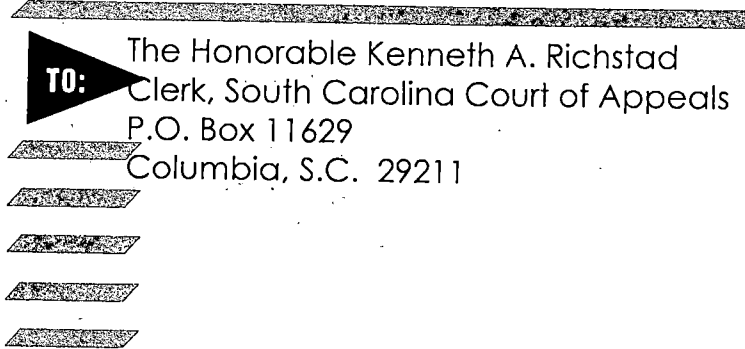 TO:
The Honorable Kenneth A. Richstad
Clerk, South Carolina Court of Appeals
P.O. Box 11629
Columbia, S.C. 29211